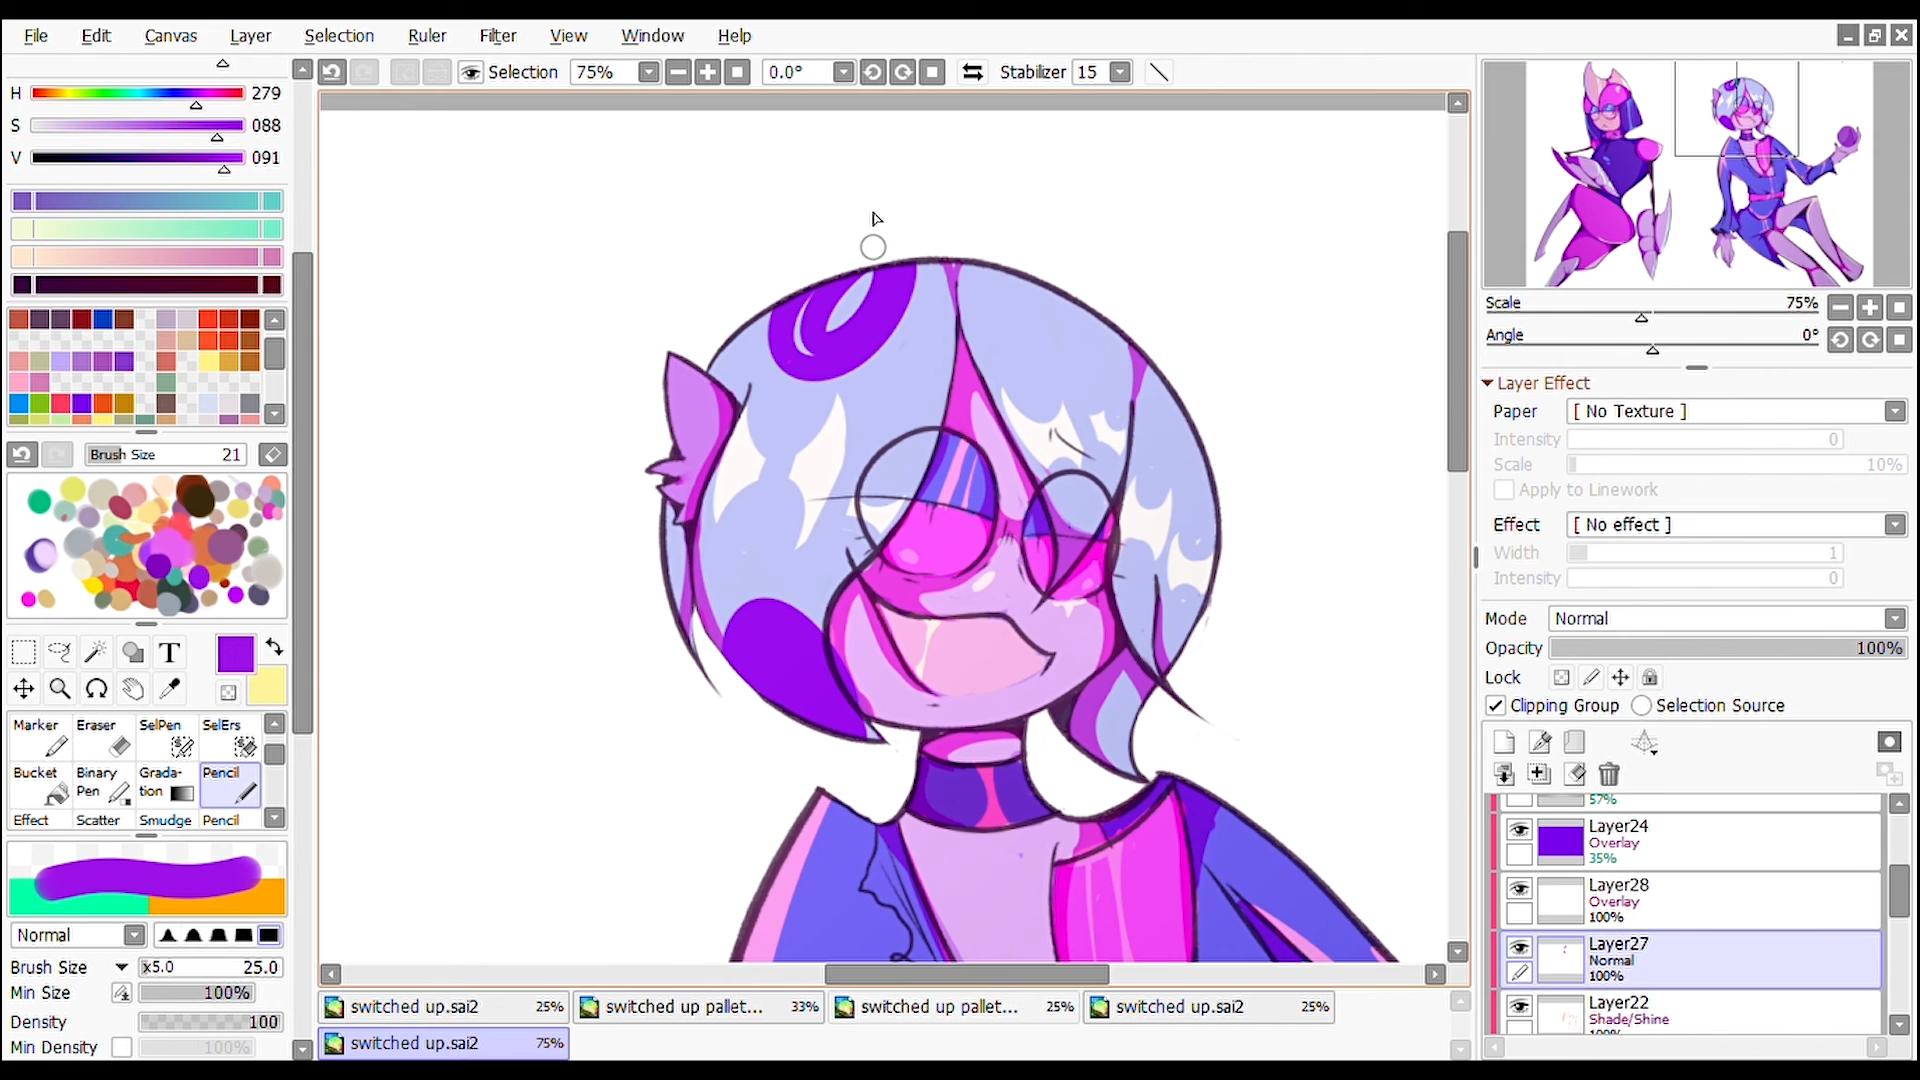 File Edit Canvas Layer Selection Ruler Filter View Window Help
Selection 75% 0.0° Stabilizer 15
H 279
S 088
V 091
Brush Size 21
T
Marker Eraser SelPen SelErs
Bucket Binary Pen Grada-tion Pencil
Effect Scatter Smudge Pencil
Normal
Brush Size x5.0 25.0
Min Size 100%
Density 100
Min Density 100%
switched up.sai2 25%
switched up pallet... 33%
switched up pallet... 25%
switched up.sai2 25%
switched up.sai2 75%
Scale 75%
Angle 0°
Layer Effect
Paper [ No Texture ]
Intensity 0
Scale 10%
Apply to Linework
Effect [ No effect ]
Width 1
Intensity 0
Mode Normal
Opacity 100%
Lock
Clipping Group Selection Source
57%
Layer24
Overlay
35%
Layer28
Overlay
100%
Layer27
Normal
100%
Layer22
Shade/Shine
100%